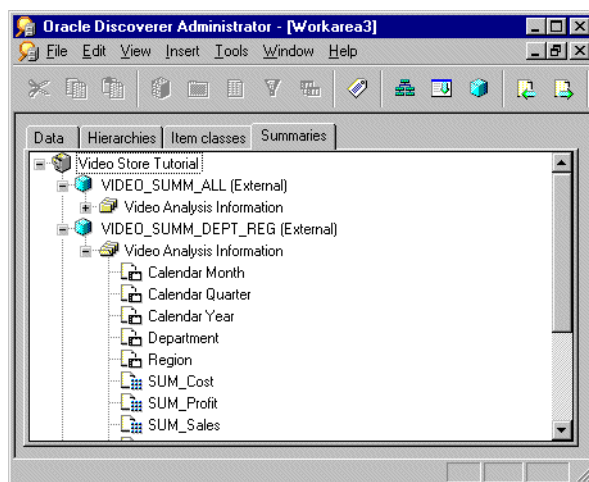 Oracle Discoverer Administrator - [Workarea3]
File Edit View Insert Tools Window Help
Data Hierarchies Item classes Summaries
Video Store Tutorial
VIDEO_SUMM_ALL (External)
Video Analysis Information
VIDEO_SUMM_DEPT_REG (External)
Video Analysis Information
Calendar Month
Calendar Quarter
Calendar Year
Department
Region
SUM_Cost
SUM_Profit
SUM_Sales